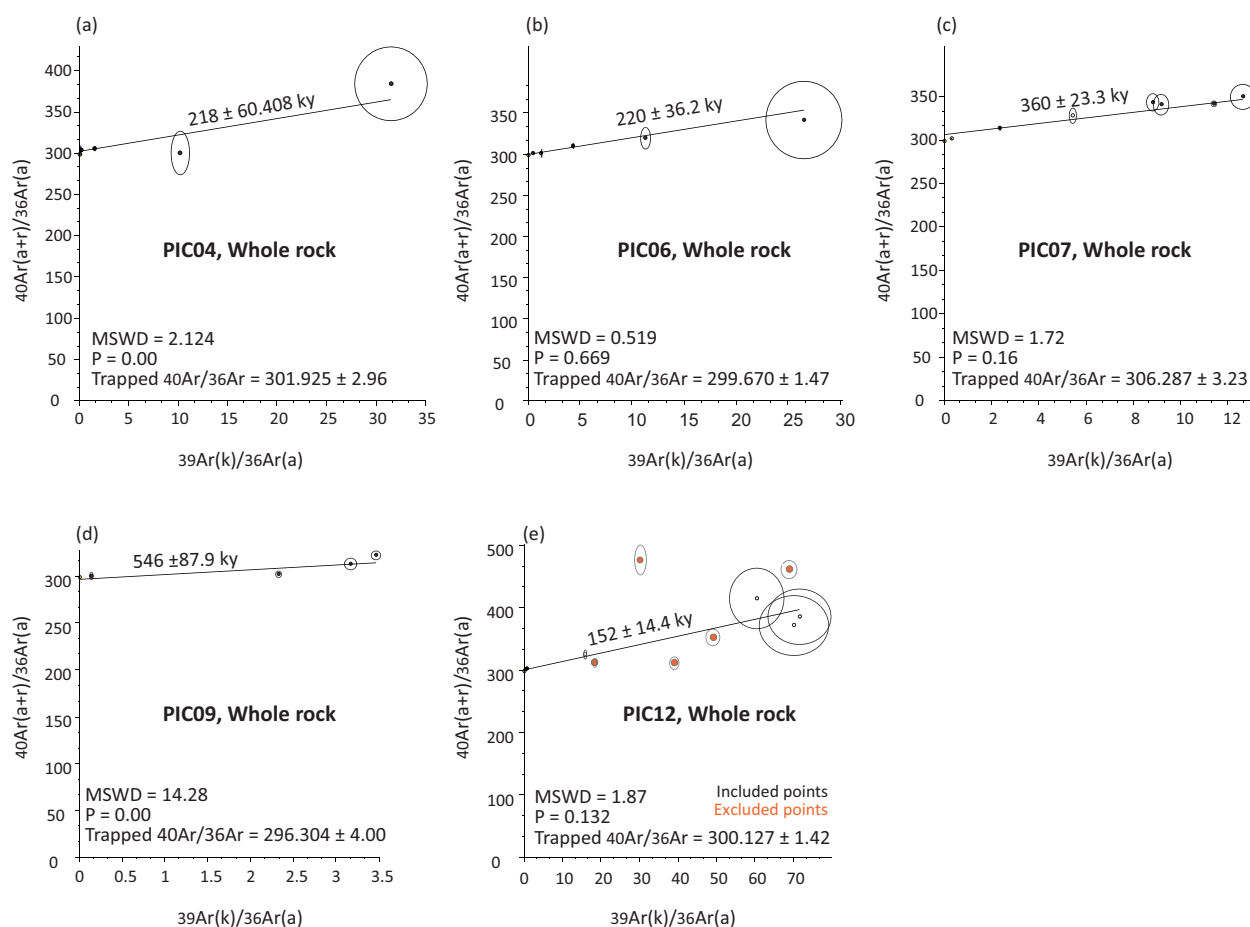 (a)
400
350
300
250
200
150
100
50
0
0 5 10 15 20 25 30 35
40Ar(a+r)/36Ar(a)
39Ar(k)/36Ar(a)
218 ± 60.408 ky
PIC04, Whole rock
MSWD = 2.124
P = 0.00
Trapped 40Ar/36Ar = 301.925 ± 2.96
(b)
350
300
250
200
150
100
50
0
0 5 10 15 20 25 30
40Ar(a+r)/36Ar(a)
39Ar(k)/36Ar(a)
220 ± 36.2 ky
PIC06, Whole rock
MSWD = 0.519
P = 0.669
Trapped 40Ar/36Ar = 299.670 ± 1.47
(c)
350
300
250
200
150
100
50
0
0 2 4 6 8 10 12
40Ar(a+r)/36Ar(a)
39Ar(k)/36Ar(a)
360 ± 23.3 ky
PIC07, Whole rock
MSWD = 1.72
P = 0.16
Trapped 40Ar/36Ar = 306.287 ± 3.23
(d)
300
200
150
100
50
0
0 0.5 1 1.5 2 2.5 3 3.5
40Ar(a+r)/36Ar(a)
39Ar(k)/36Ar(a)
546 ±87.9 ky
PIC09, Whole rock
MSWD = 14.28
P = 0.00
Trapped 40Ar/36Ar = 296.304 ± 4.00
(e)
500
400
300
200
100
0
0 10 20 30 40 50 60 70
40Ar(a+r)/36Ar(a)
39Ar(k)/36Ar(a)
152 ± 14.4 ky
PIC12, Whole rock
Included points
Excluded points
MSWD = 1.87
P = 0.132
Trapped 40Ar/36Ar = 300.127 ± 1.42